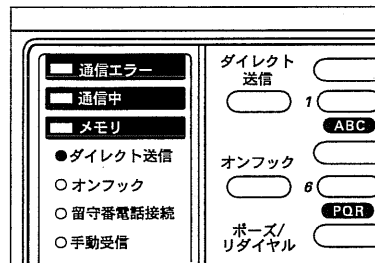 通信エラー
通信中
メモリ
●ダイレクト送信
○オンフック
○留守番電話接続
○手動受信
ダイレクト
送信
1
ABC
オンフック
6
PQR
ポーズ/
リダイヤル